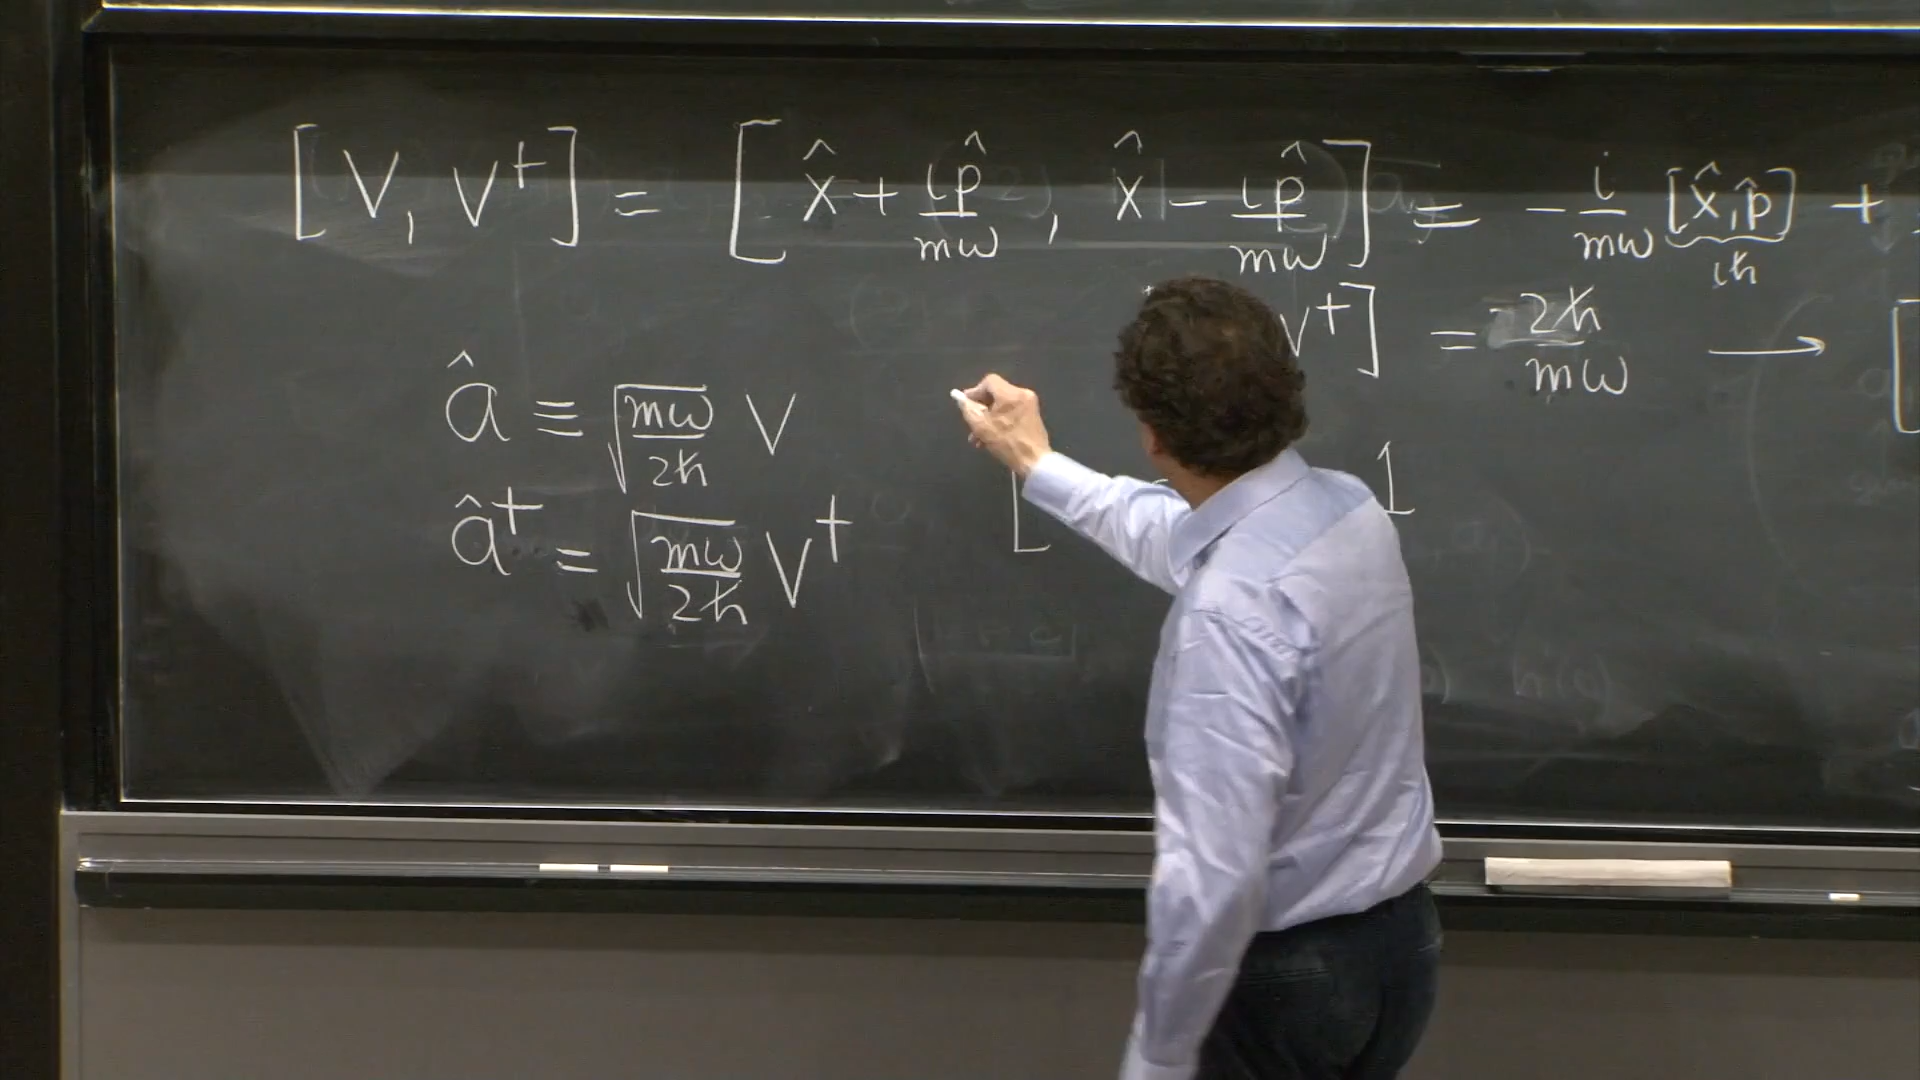 [V, V†] = [x̂ + ip̂/mω, x̂ − ip̂/mω] = −i/mω [x̂, p̂] +
iħ
V†] = 2ħ/mω →
â ≡ √(mω/2ħ) V
1
â† = √(mω/2ħ) V†